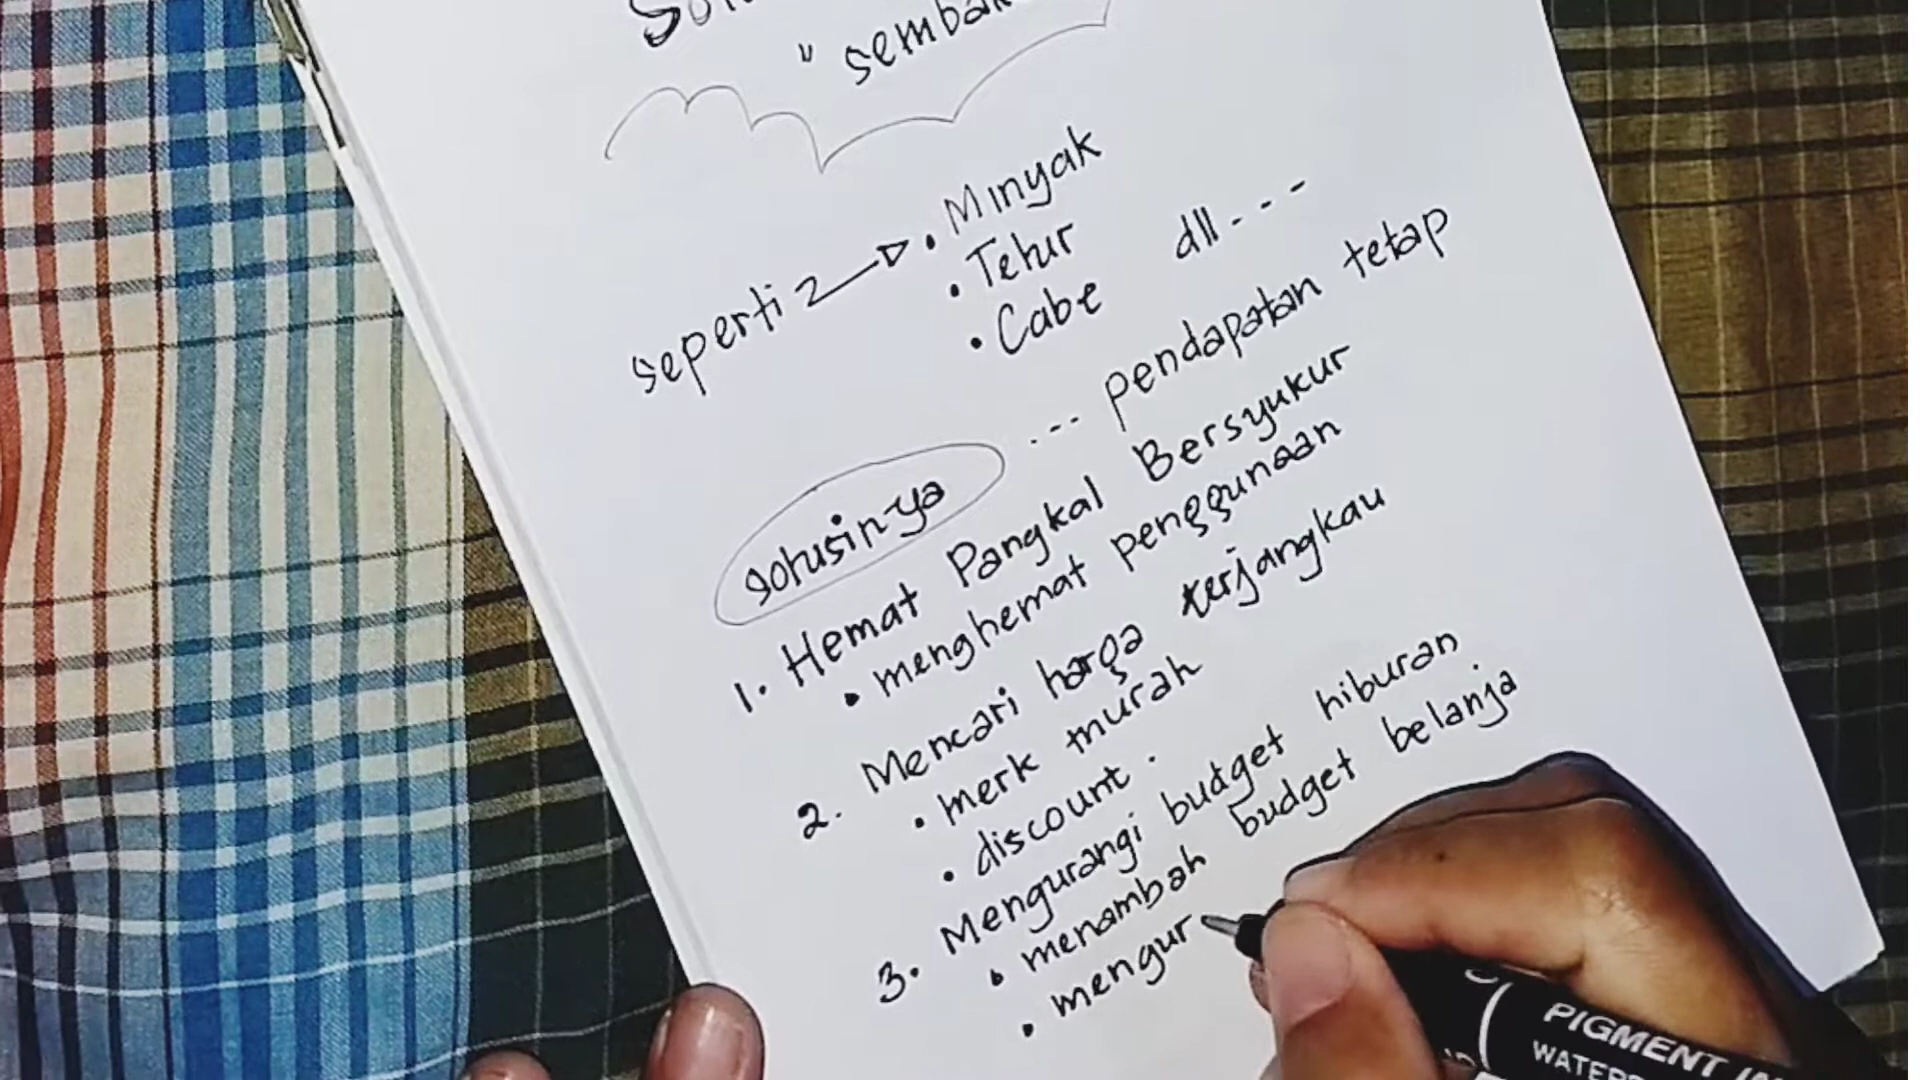 " sembak
seperti2 • Minyak
• Telur
• Cabe dll ---
solusinya --- pendapatan tetap
1. Hemat Pangkal Bersyukur
• menghemat penggunaan
2. Mencari harga terjangkau
• merk murah
• discount.
3. Mengurangi budget hiburan
• menambah budget belanja
• mengur
PIGMENT